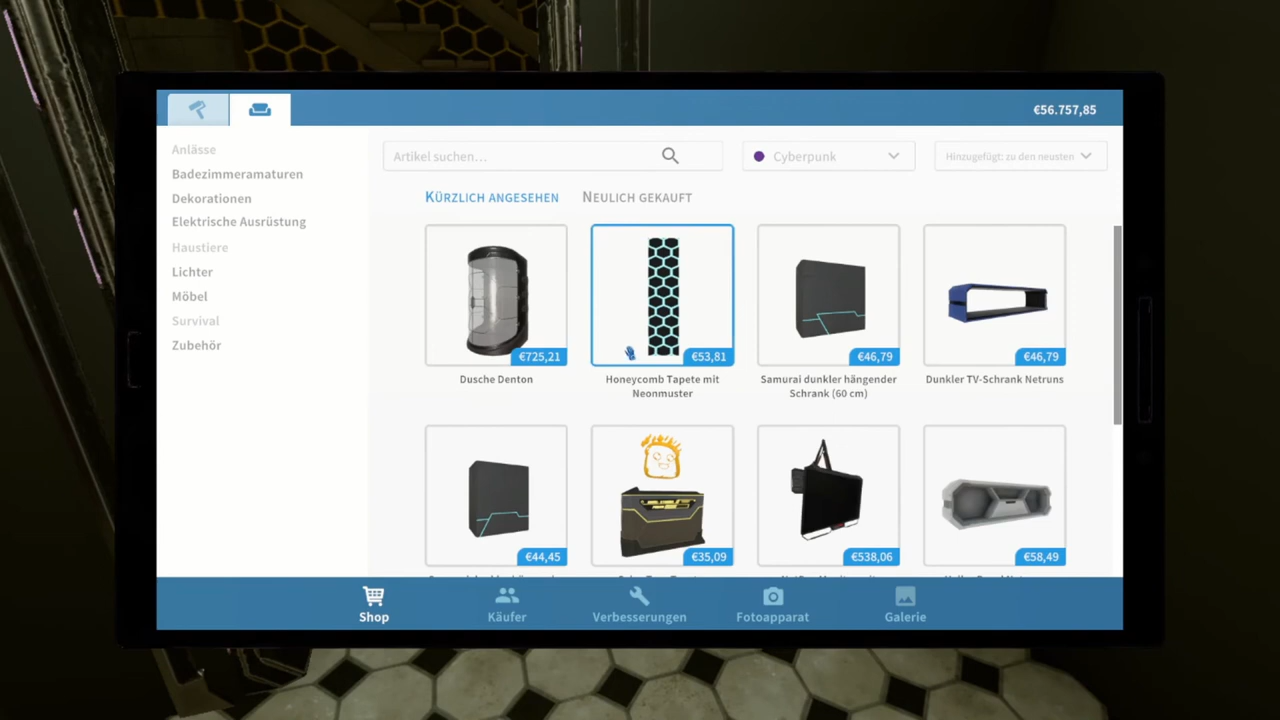 €56.757,85
Anlässe
Badezimmeramaturen
Dekorationen
Elektrische Ausrüstung
Haustiere
Lichter
Möbel
Survival
Zubehör
Artikel suchen...
Cyberpunk
Hinzugefügt: zu den neusten
KÜRZLICH ANGESEHEN
NEULICH GEKAUFT
€725,21
€53,81
€46,79
€46,79
Dusche Denton
Honeycomb Tapete mit
Neonmuster
Samurai dunkler hängender
Schrank (60 cm)
Dunkler TV-Schrank Netruns
€44,45
€35,09
€538,06
€58,49
Shop
Käufer
Verbesserungen
Fotoapparat
Galerie